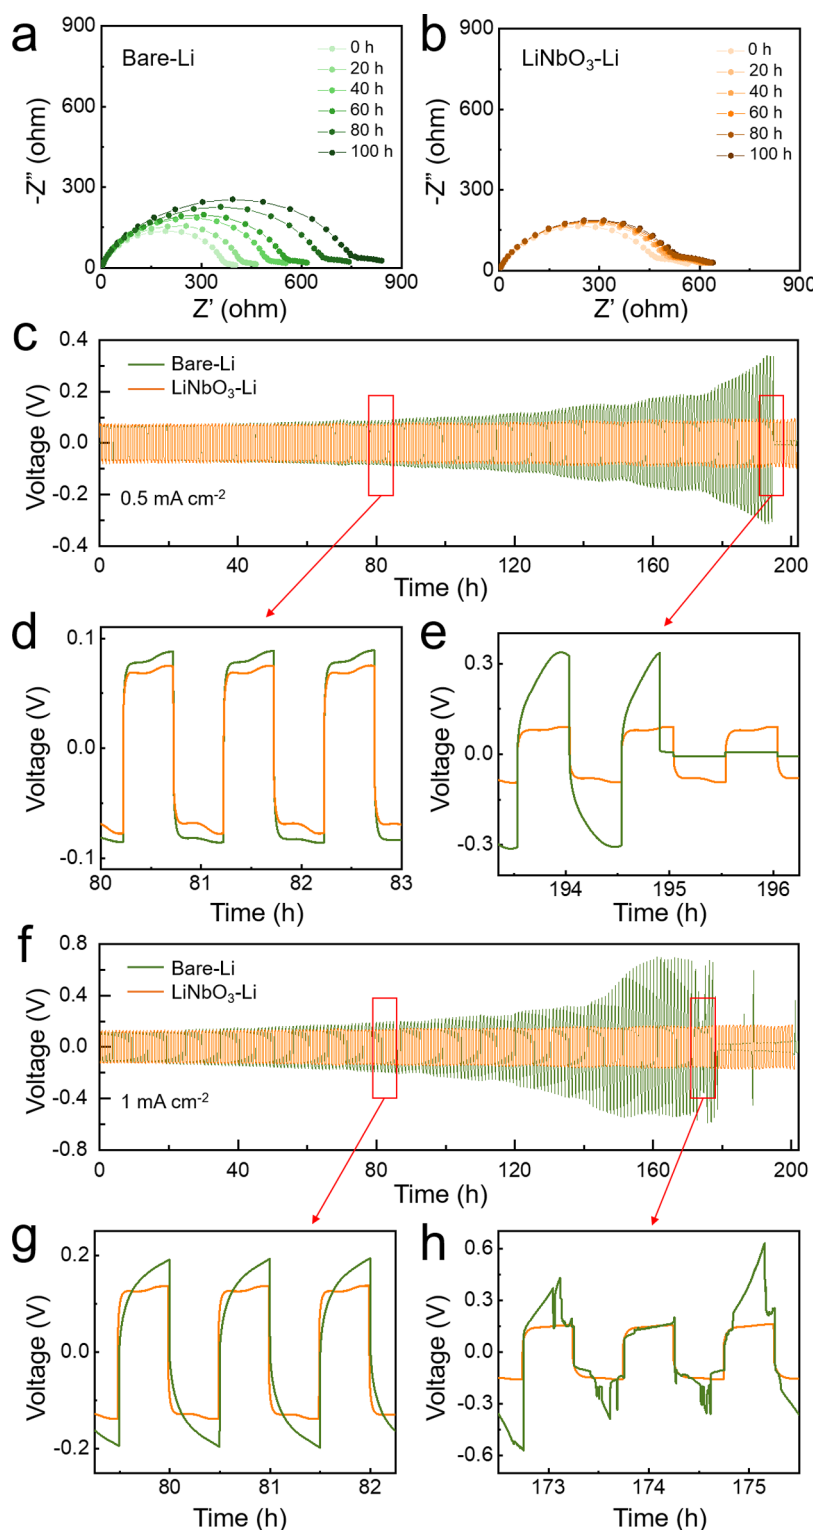 a
Bare-Li
0 h
20 h
40 h
60 h
80 h
100 h
900
600
300
0
-Z" (ohm)
0
300
600
900
Z' (ohm)
b
LiNbO₃-Li
0 h
20 h
40 h
60 h
80 h
100 h
900
600
300
0
-Z" (ohm)
0
300
600
900
Z' (ohm)
c
Bare-Li
LiNbO₃-Li
0.4
0.2
0.0
-0.2
-0.4
Voltage (V)
0.5 mA cm⁻²
0
40
80
120
160
200
Time (h)
d
0.1
0.0
-0.1
Voltage (V)
80
81
82
83
Time (h)
e
0.3
0.0
-0.3
Voltage (V)
194
195
196
Time (h)
f
Bare-Li
LiNbO₃-Li
0.8
0.4
0.0
-0.4
-0.8
Voltage (V)
1 mA cm⁻²
0
40
80
120
160
200
Time (h)
g
0.2
0.0
-0.2
Voltage (V)
80
81
82
Time (h)
h
0.6
0.3
0.0
-0.3
-0.6
Voltage (V)
173
174
175
Time (h)